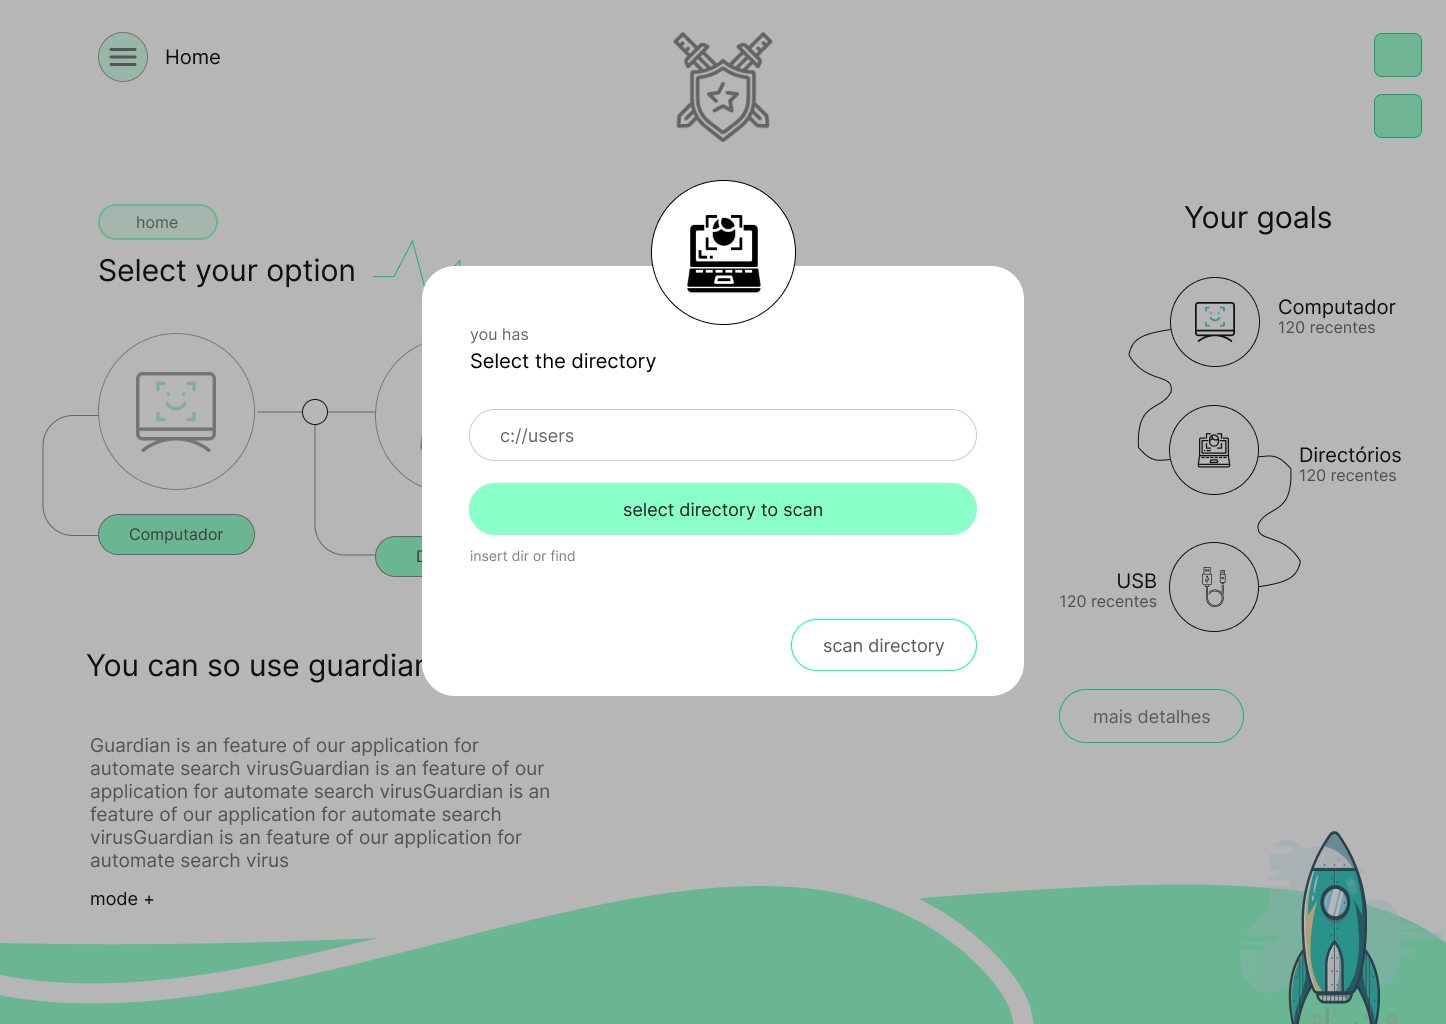 Home
home
Select your option
Computador
you has
Select the directory
c://users
select directory to scan
insert dir or find
scan directory
Your goals
Computador
120 recentes
Directórios
120 recentes
USB
120 recentes
mais detalhes
You can so use guardian
Guardian is an feature of our application for
automate search virusGuardian is an feature of our
application for automate search virusGuardian is an
feature of our application for automate search
virusGuardian is an feature of our application for
automate search virus
mode +